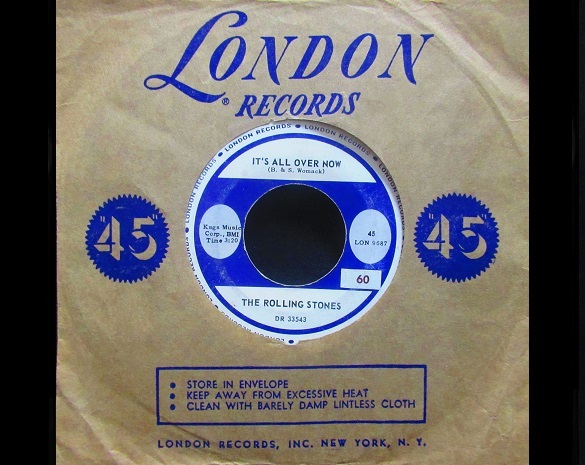 LONDON
® RECORDS
LONDON RECORDS • LONDON RECORDS • LONDON RECORDS
IT'S ALL OVER NOW
(B. & S. Womack)
"45"
Kags Music
Corp., BMI
Time 3:20
45
LON 9687
"45"
60
THE ROLLING STONES
DR 33543
• STORE IN ENVELOPE
• KEEP AWAY FROM EXCESSIVE HEAT
• CLEAN WITH BARELY DAMP LINTLESS CLOTH
LONDON RECORDS, INC. NEW YORK, N. Y.